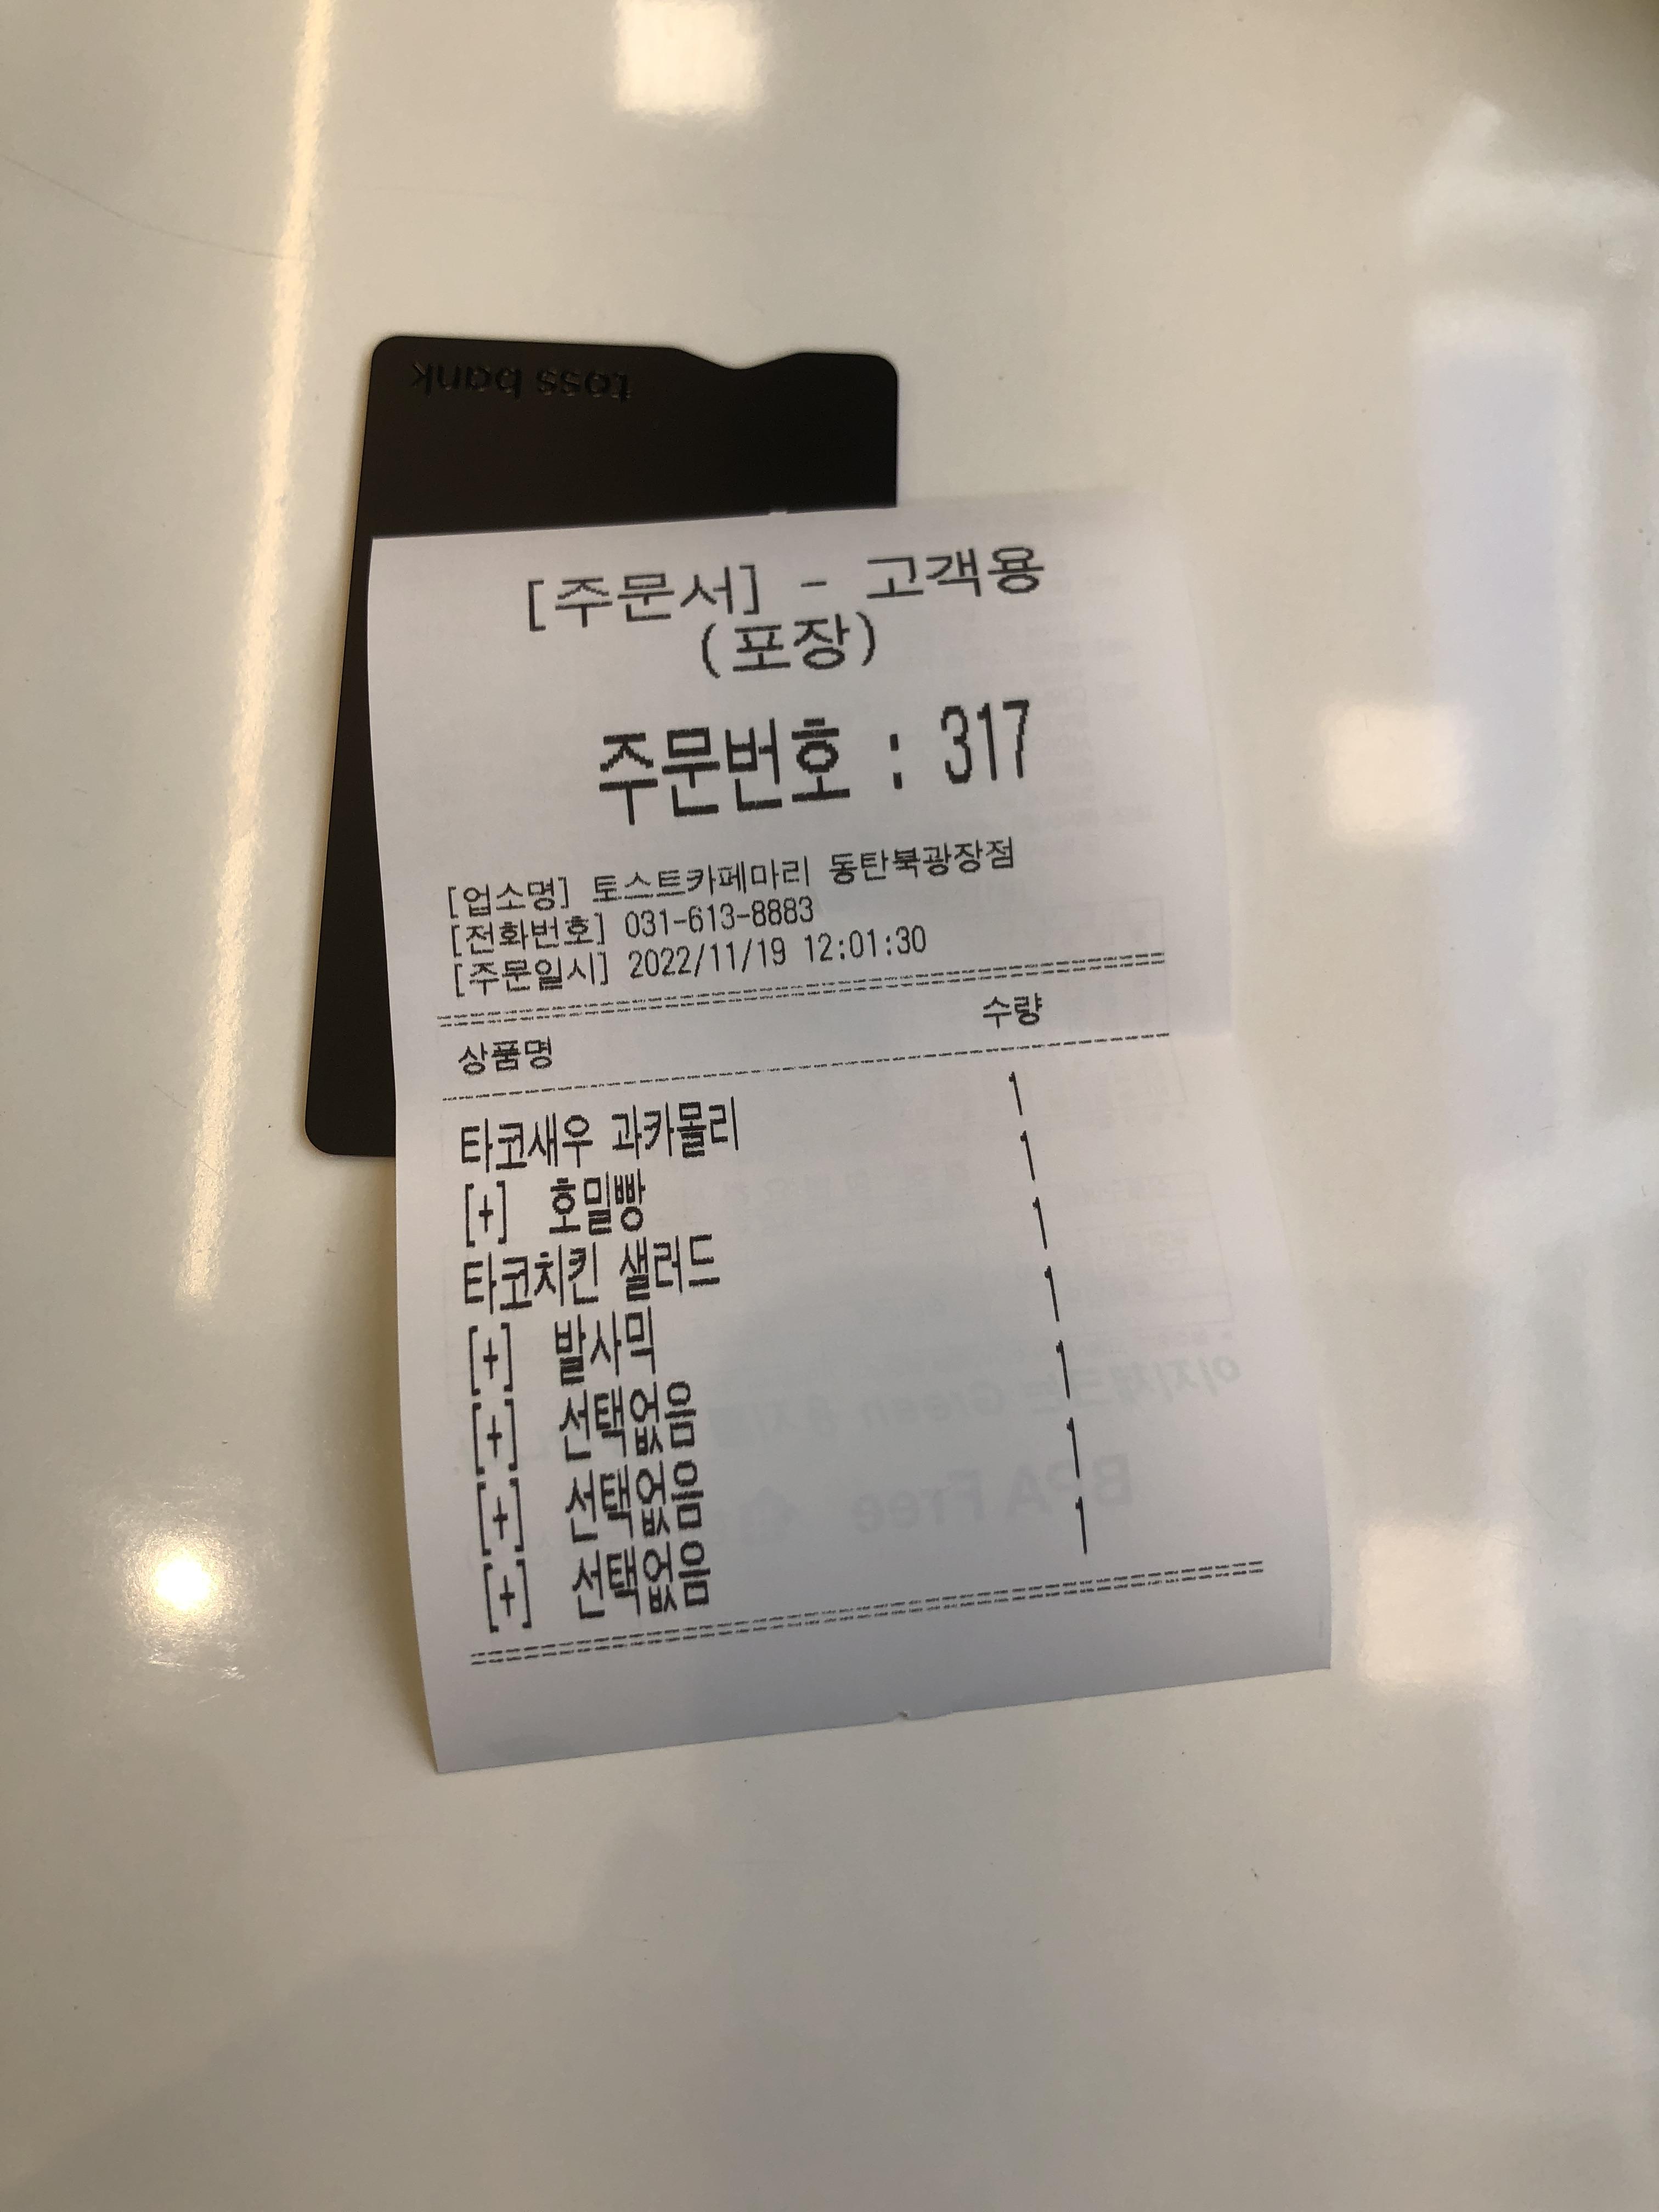 toss bank
[주문서] - 고객용
(포장)
주문번호 : 317
[업소명] 토스트카페마리 동탄북광장점
[전화번호] 031-613-8883
[주문일시] 2022/11/19 12:01:30
상품명 수량
타코새우 과카몰리 1
[+] 호밀빵 1
타코치킨 샐러드 1
[+] 발사믹 1
[+] 선택없음 1
[+] 선택없음 1
[+] 선택없음 1
BPA Free